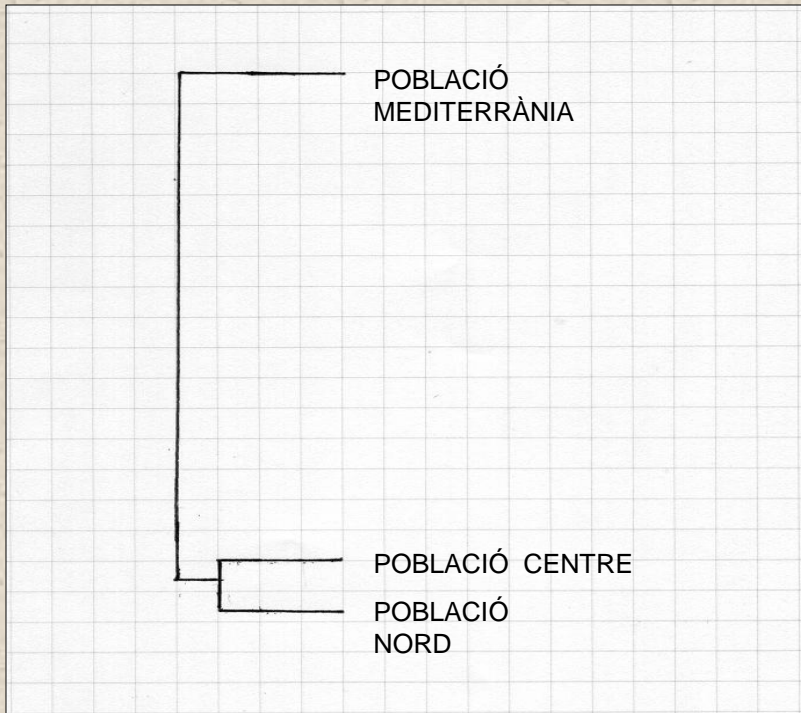 POBLACIÓ
MEDITERRÀNIA
POBLACIÓ CENTRE
POBLACIÓ
NORD